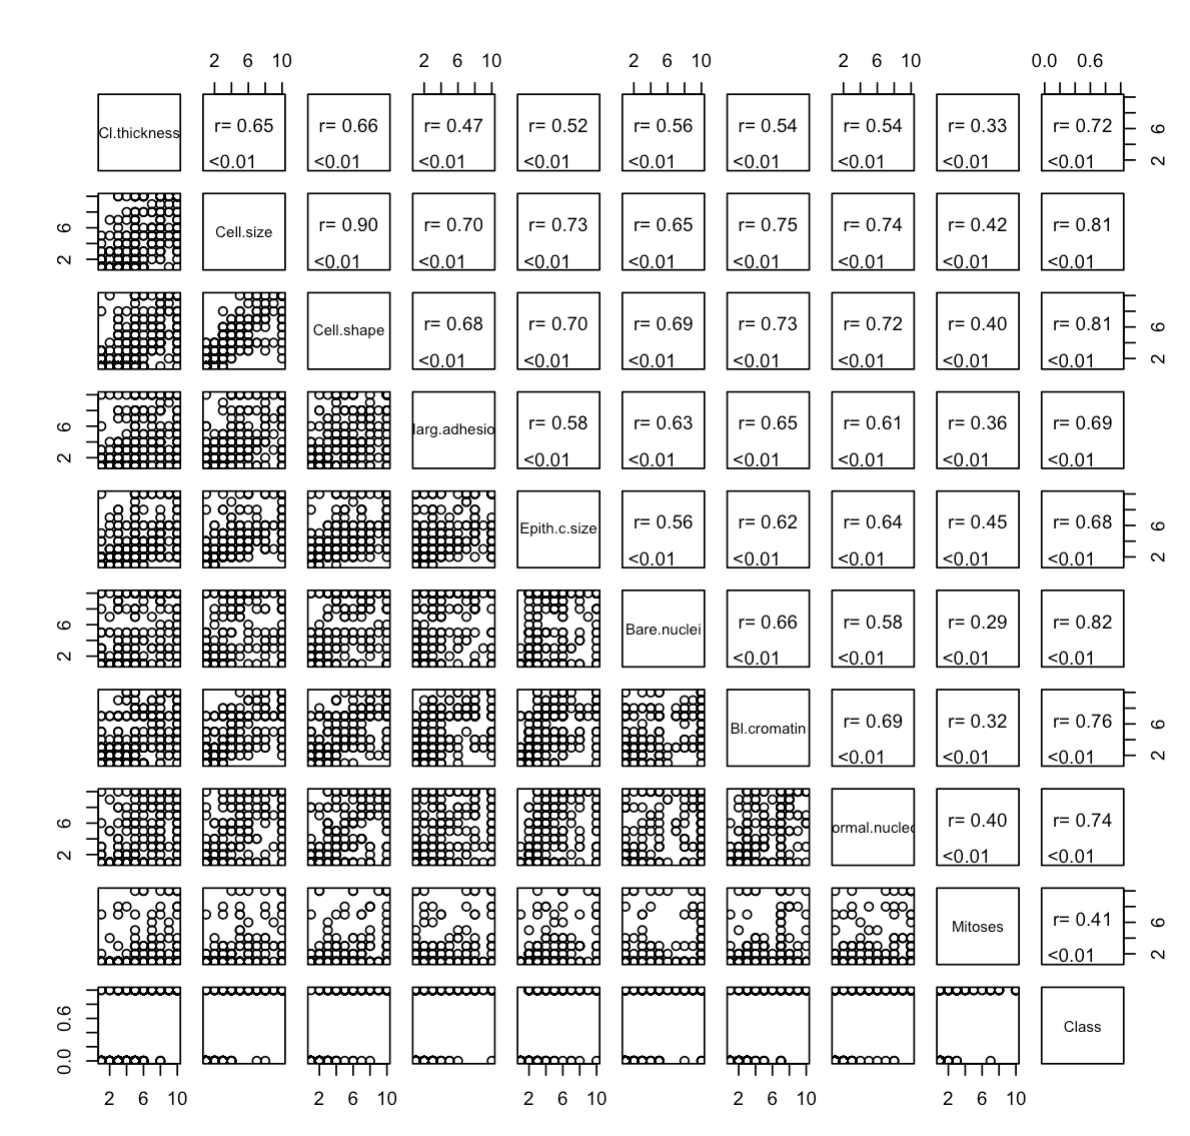 2 6 10 2 6 10 2 6 10 2 6 10 0.0 0.6
Cl.thickness r= 0.65 r= 0.66 r= 0.47 r= 0.52 r= 0.56 r= 0.54 r= 0.54 r= 0.33 r= 0.72 6
<0.01 <0.01 <0.01 <0.01 <0.01 <0.01 <0.01 <0.01 <0.01 2
6 Cell.size r= 0.90 r= 0.70 r= 0.73 r= 0.65 r= 0.75 r= 0.74 r= 0.42 r= 0.81
2 <0.01 <0.01 <0.01 <0.01 <0.01 <0.01 <0.01 <0.01
Cell.shape r= 0.68 r= 0.70 r= 0.69 r= 0.73 r= 0.72 r= 0.40 r= 0.81 6
<0.01 <0.01 <0.01 <0.01 <0.01 <0.01 <0.01 2
6 larg.adhesio r= 0.58 r= 0.63 r= 0.65 r= 0.61 r= 0.36 r= 0.69
2 <0.01 <0.01 <0.01 <0.01 <0.01 <0.01
Epith.c.size r= 0.56 r= 0.62 r= 0.64 r= 0.45 r= 0.68 6
<0.01 <0.01 <0.01 <0.01 <0.01 2
6 Bare.nuclei r= 0.66 r= 0.58 r= 0.29 r= 0.82
2 <0.01 <0.01 <0.01 <0.01
Bl.cromatin r= 0.69 r= 0.32 r= 0.76 6
<0.01 <0.01 <0.01 2
6 ormal.nuclec r= 0.40 r= 0.74
2 <0.01 <0.01
Mitoses r= 0.41 6
<0.01 2
0.6 Class
0.0
2 6 10 2 6 10 2 6 10 2 6 10 2 6 10